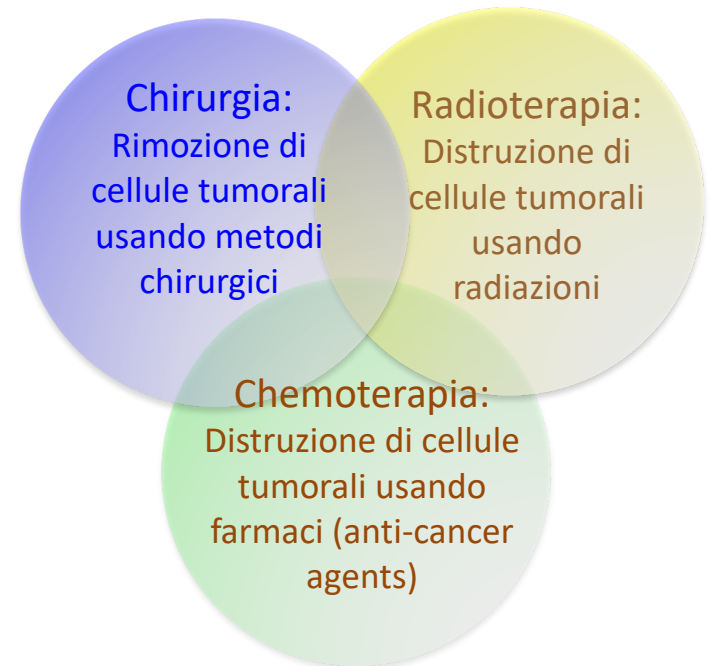 Chirurgia:
Rimozione di
cellule tumorali
usando metodi
chirurgici
Radioterapia:
Distruzione di
cellule tumorali
usando
radiazioni
Chemoterapia:
Distruzione di cellule
tumorali usando
farmaci (anti-cancer
agents)